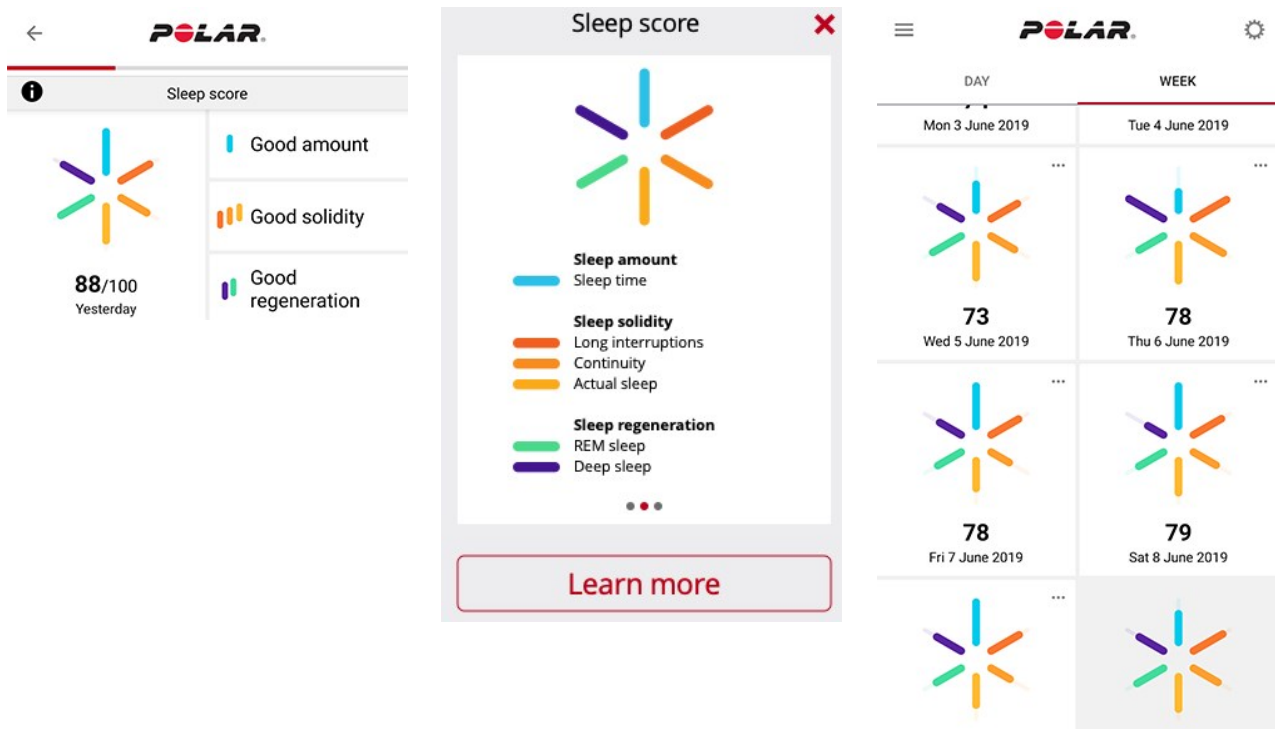 POLAR.
Sleep score
Good amount
Good solidity
Good
regeneration
88/100
Yesterday
Sleep score
Sleep amount
Sleep time
Sleep solidity
Long interruptions
Continuity
Actual sleep
Sleep regeneration
REM sleep
Deep sleep
Learn more
POLAR.
DAY
WEEK
Mon 3 June 2019
Tue 4 June 2019
73
Wed 5 June 2019
78
Thu 6 June 2019
78
Fri 7 June 2019
79
Sat 8 June 2019